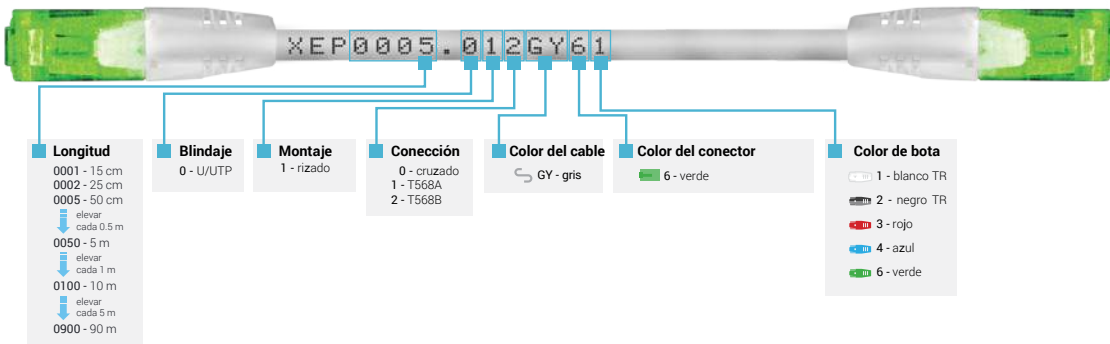 XEP0005.012GY61
Longitud
0001 - 15 cm
0002 - 25 cm
0005 - 50 cm
elevar
cada 0.5 m
0050 - 5 m
elevar
cada 1 m
0100 - 10 m
elevar
cada 5 m
0900 - 90 m
Blindaje
0 - U/UTP
Montaje
1 - rizado
Conección
0 - cruzado
1 - T568A
2 - T568B
Color del cable
GY - gris
Color del conector
6 - verde
Color de bota
1 - blanco TR
2 - negro TR
3 - rojo
4 - azul
6 - verde